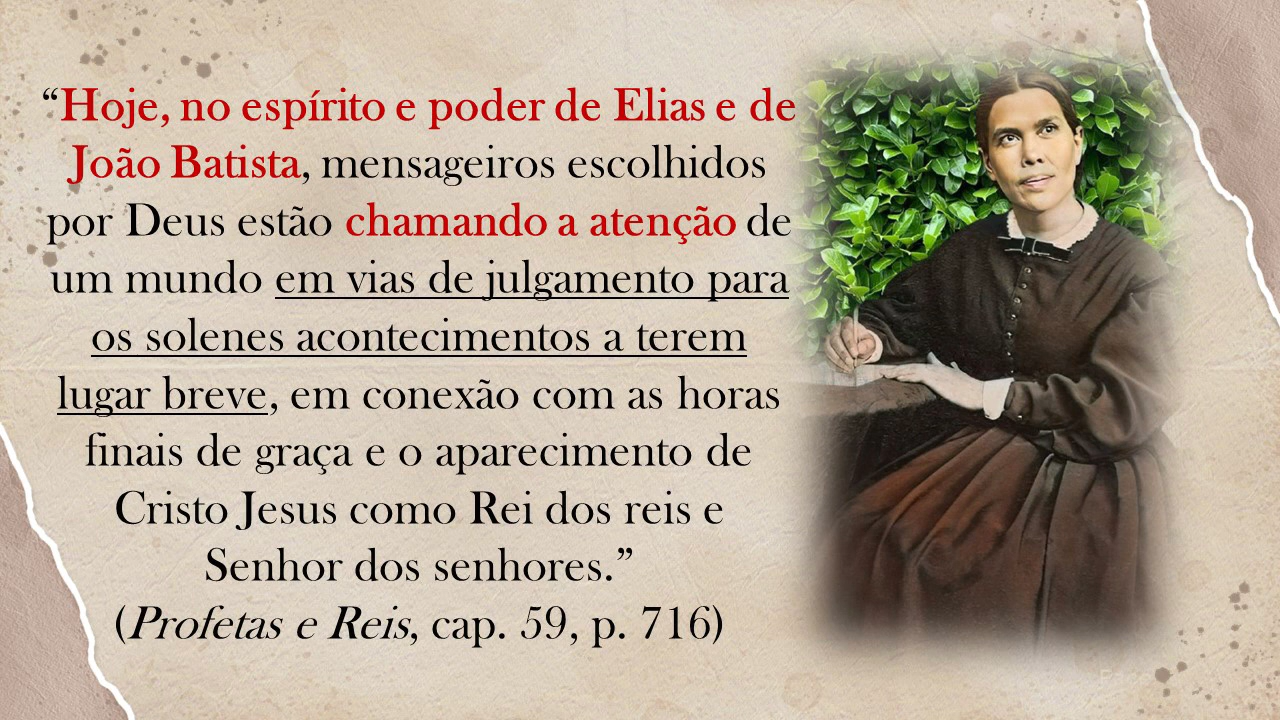 “Hoje, no espírito e poder de Elias e de
João Batista, mensageiros escolhidos
por Deus estão chamando a atenção de
um mundo em vias de julgamento para
os solenes acontecimentos a terem
lugar breve, em conexão com as horas
finais de graça e o aparecimento de
Cristo Jesus como Rei dos reis e
Senhor dos senhores.”
(Profetas e Reis, cap. 59, p. 716)